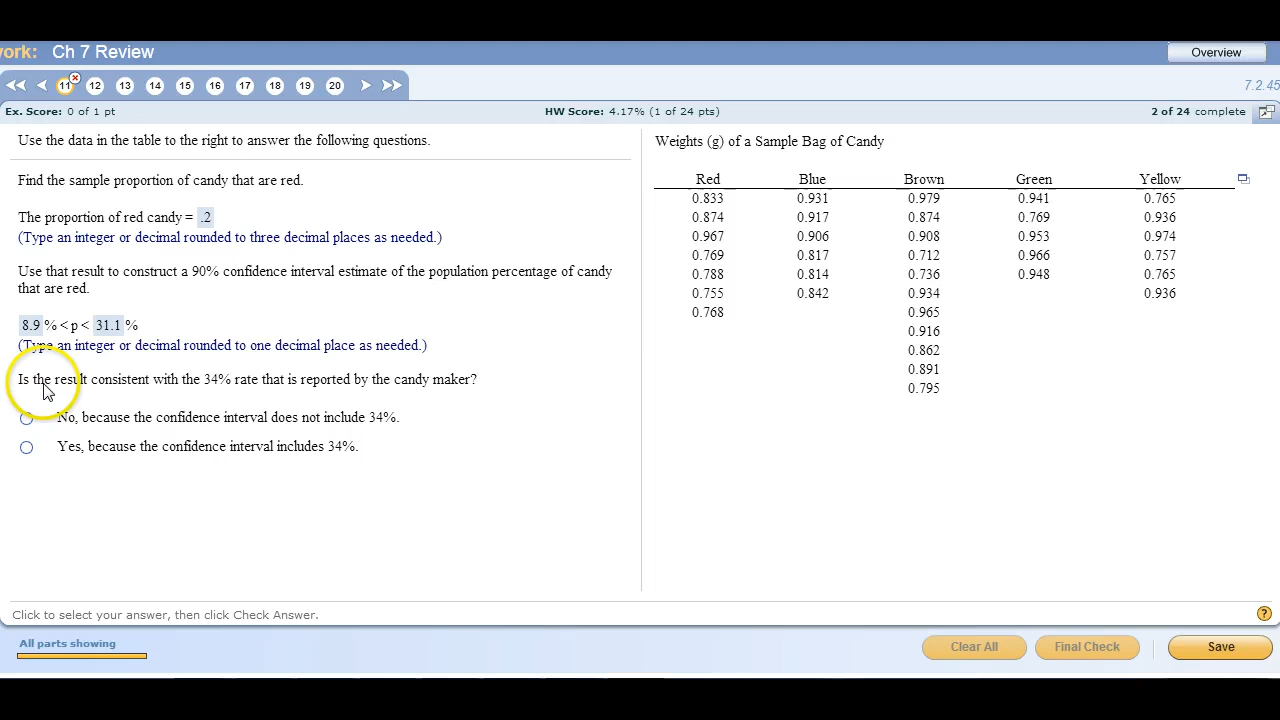 work: Ch 7 Review
Overview
11 12 13 14 15 16 17 18 19 20
7.2.45
Ex. Score: 0 of 1 pt
HW Score: 4.17% (1 of 24 pts)
2 of 24 complete
Use the data in the table to the right to answer the following questions.
Find the sample proportion of candy that are red.
The proportion of red candy = .2
(Type an integer or decimal rounded to three decimal places as needed.)
Use that result to construct a 90% confidence interval estimate of the population percentage of candy
that are red.
8.9 % < p < 31.1 %
(Type an integer or decimal rounded to one decimal place as needed.)
Is the result consistent with the 34% rate that is reported by the candy maker?
No, because the confidence interval does not include 34%.
Yes, because the confidence interval includes 34%.
Weights (g) of a Sample Bag of Candy
Red Blue Brown Green Yellow
0.833 0.931 0.979 0.941 0.765
0.874 0.917 0.874 0.769 0.936
0.967 0.906 0.908 0.953 0.974
0.769 0.817 0.712 0.966 0.757
0.788 0.814 0.736 0.948 0.765
0.755 0.842 0.934 0.936
0.768 0.965
0.916
0.862
0.891
0.795
Click to select your answer, then click Check Answer.
?
All parts showing
Clear All
Final Check
Save